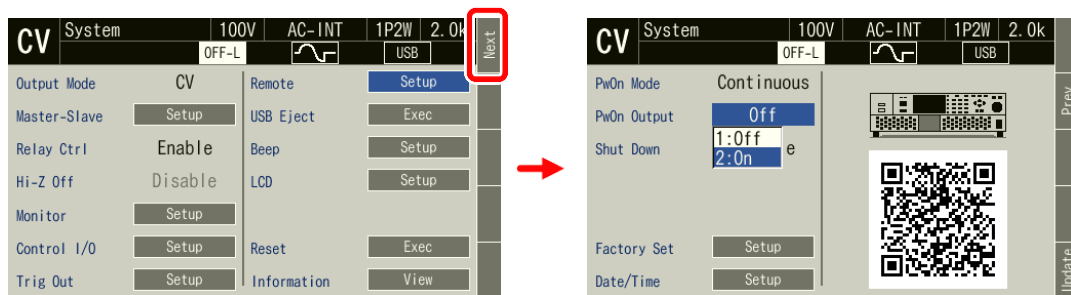 CV System 100V AC-INT 1P2W 2.0k Next
OFF-L USB
Output Mode CV Remote Setup
Master-Slave Setup USB Eject Exec
Relay Ctrl Enable Beep Setup
Hi-Z Off Disable LCD Setup
Monitor Setup
Control I/O Setup Reset Exec
Trig Out Setup Information View
CV System 100V AC-INT 1P2W 2.0k
OFF-L USB
PwOn Mode Continuous Prev
PwOn Output Off
1:Off
Shut Down e
2:On
Factory Set Setup Update
Date/Time Setup